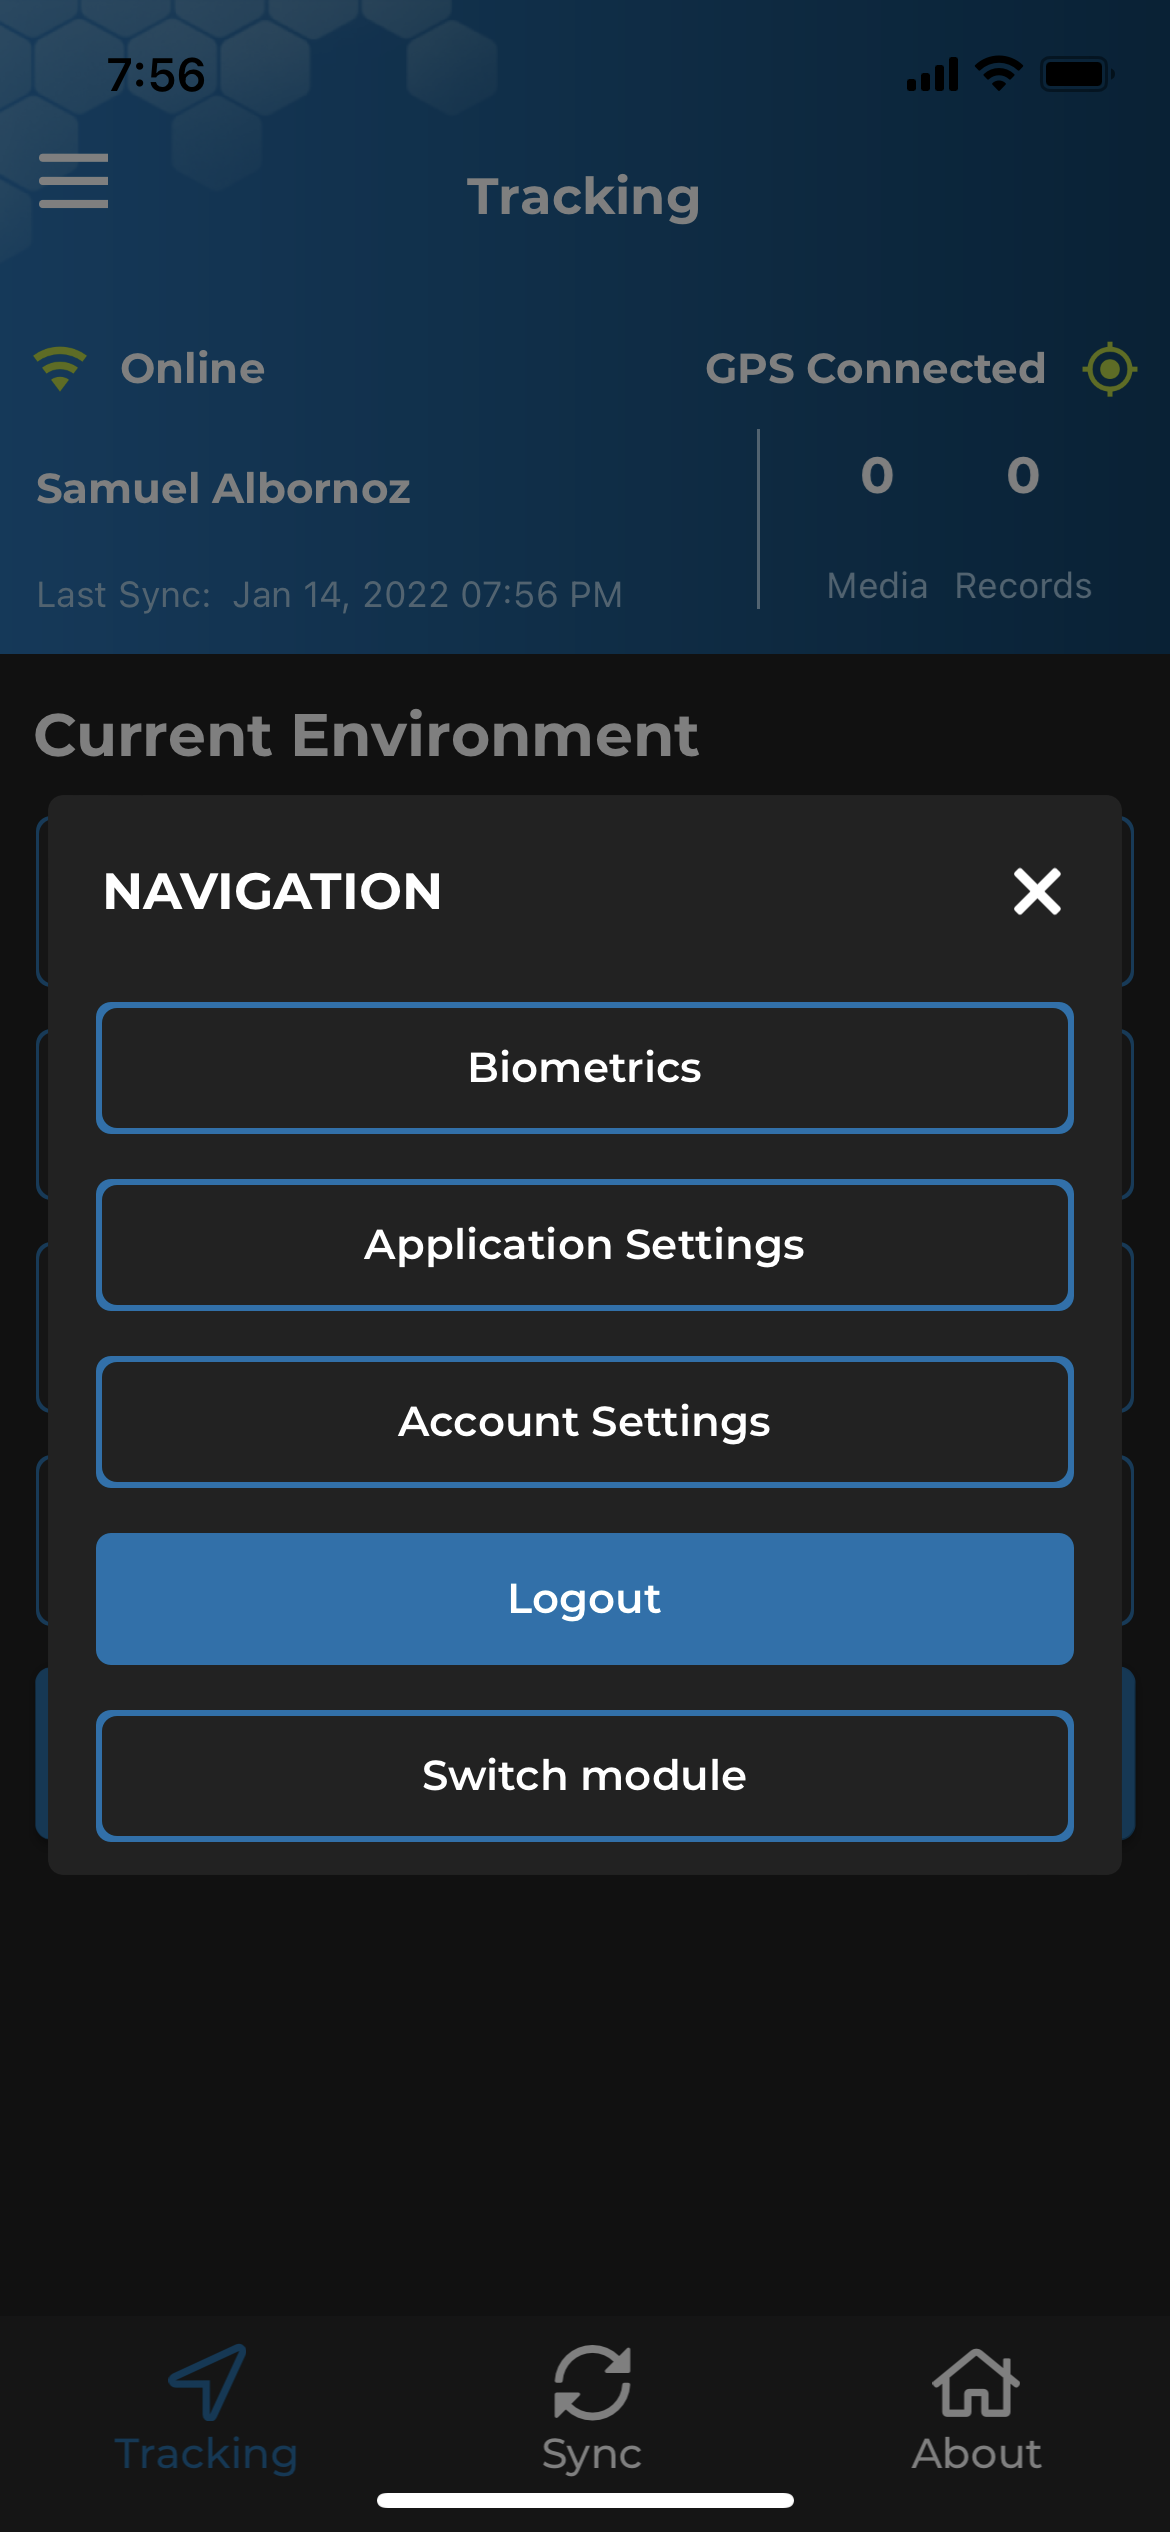 7:56
Tracking
Online
GPS Connected
Samuel Albornoz
0 0
Last Sync: Jan 14, 2022 07:56 PM
Media Records
Current Environment
NAVIGATION
Biometrics
Application Settings
Account Settings
Logout
Switch module
Tracking
Sync
About